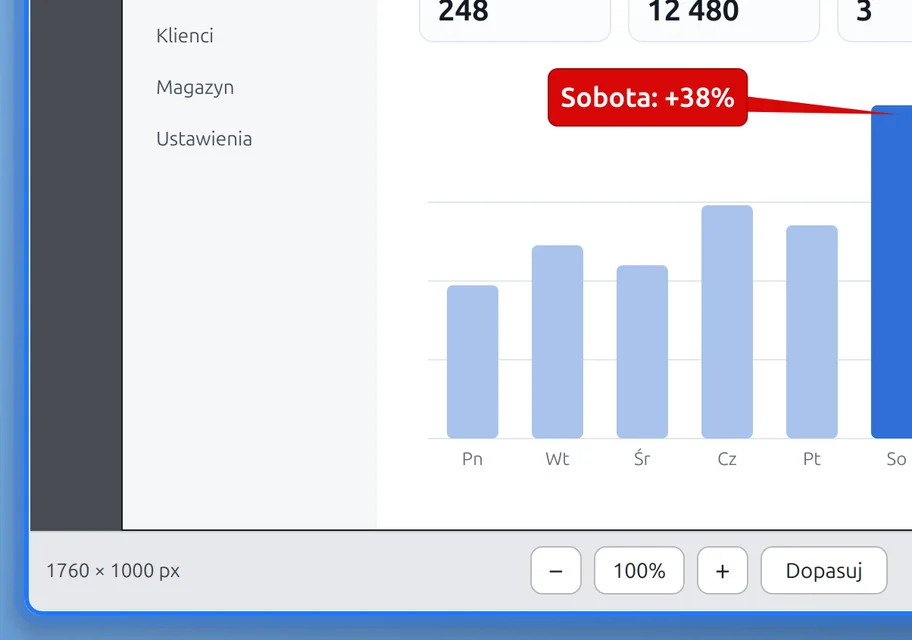 248
12 480
3
Klienci
Magazyn
Ustawienia
Sobota: +38%
Pn
Wt
Śr
Cz
Pt
So
1760 × 1000 px
−
100%
+
Dopasuj